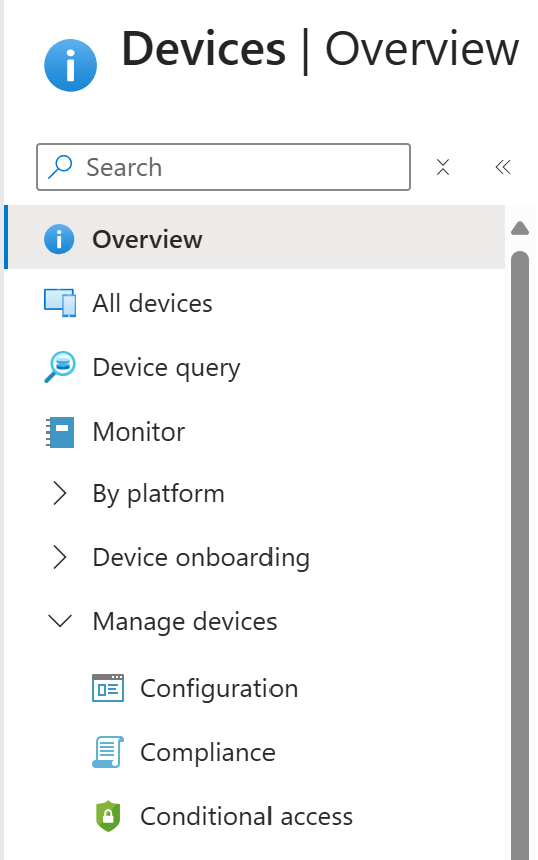 Devices | Overview
Search
Overview
All devices
Device query
Monitor
By platform
Device onboarding
Manage devices
Configuration
Compliance
Conditional access